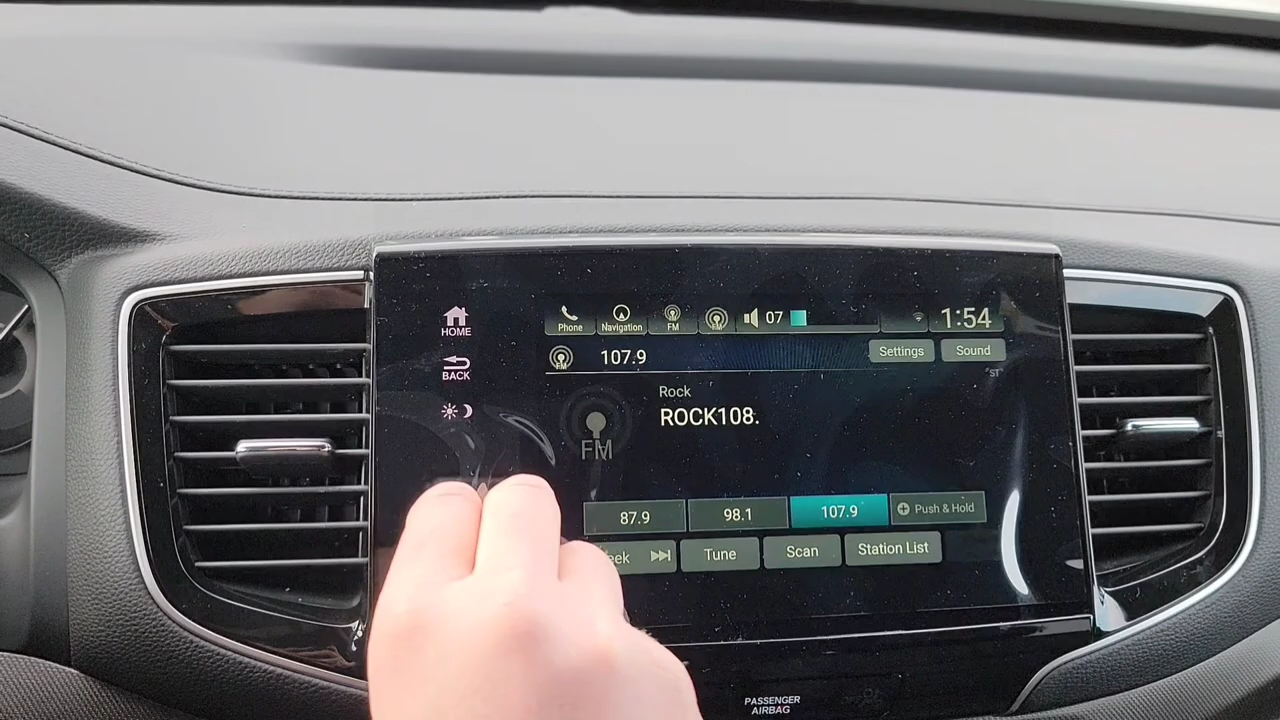 HOME
BACK
Phone
Navigation
FM
07
1:54
FM
107.9
Settings
Sound
Rock
ROCK108.
FM
87.9
98.1
107.9
Push & Hold
eek
Tune
Scan
Station List
PASSENGER
AIRBAG